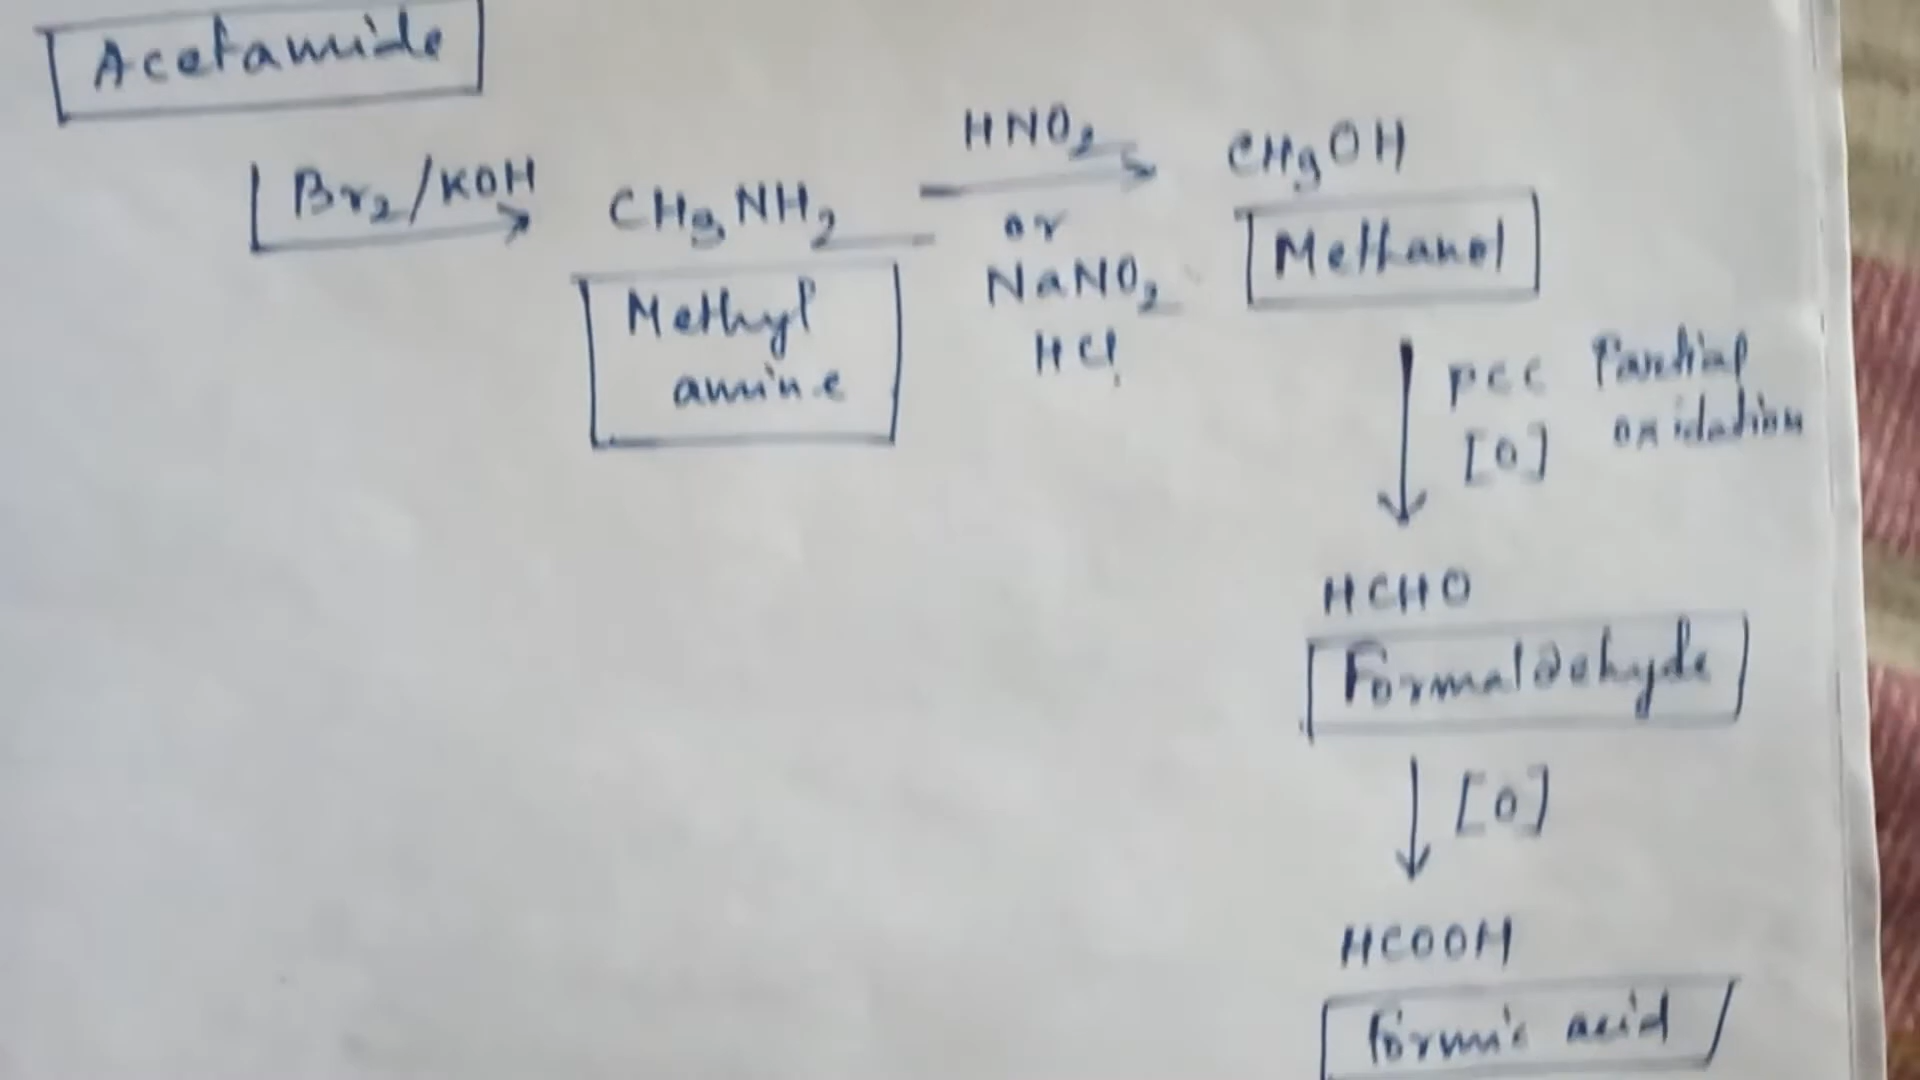 Acetamide
Br₂/KOH
CH₃NH₂
Methyl
amine
HNO₂
or
NaNO₂
HCl
CH₃OH
Methanol
PCC Partial
[O] oxidation
HCHO
Formaldehyde
[O]
HCOOH
Formic acid